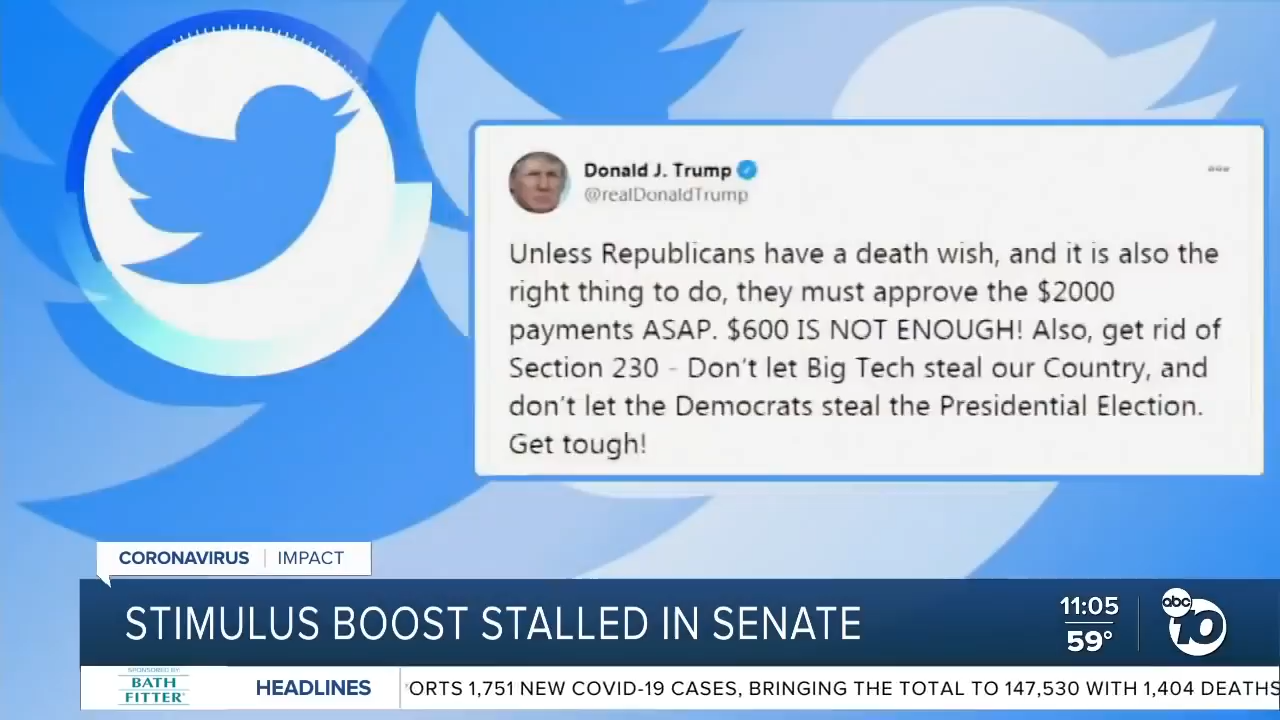 Donald J. Trump
@realDonaldTrump
Unless Republicans have a death wish, and it is also the
right thing to do, they must approve the $2000
payments ASAP. $600 IS NOT ENOUGH! Also, get rid of
Section 230 - Don't let Big Tech steal our Country, and
don't let the Democrats steal the Presidential Election.
Get tough!
CORONAVIRUS | IMPACT
STIMULUS BOOST STALLED IN SENATE
11:05
59°
abc
10
SPONSORED BY:
BATH
FITTER®
HEADLINES
ORTS 1,751 NEW COVID-19 CASES, BRINGING THE TOTAL TO 147,530 WITH 1,404 DEATHS